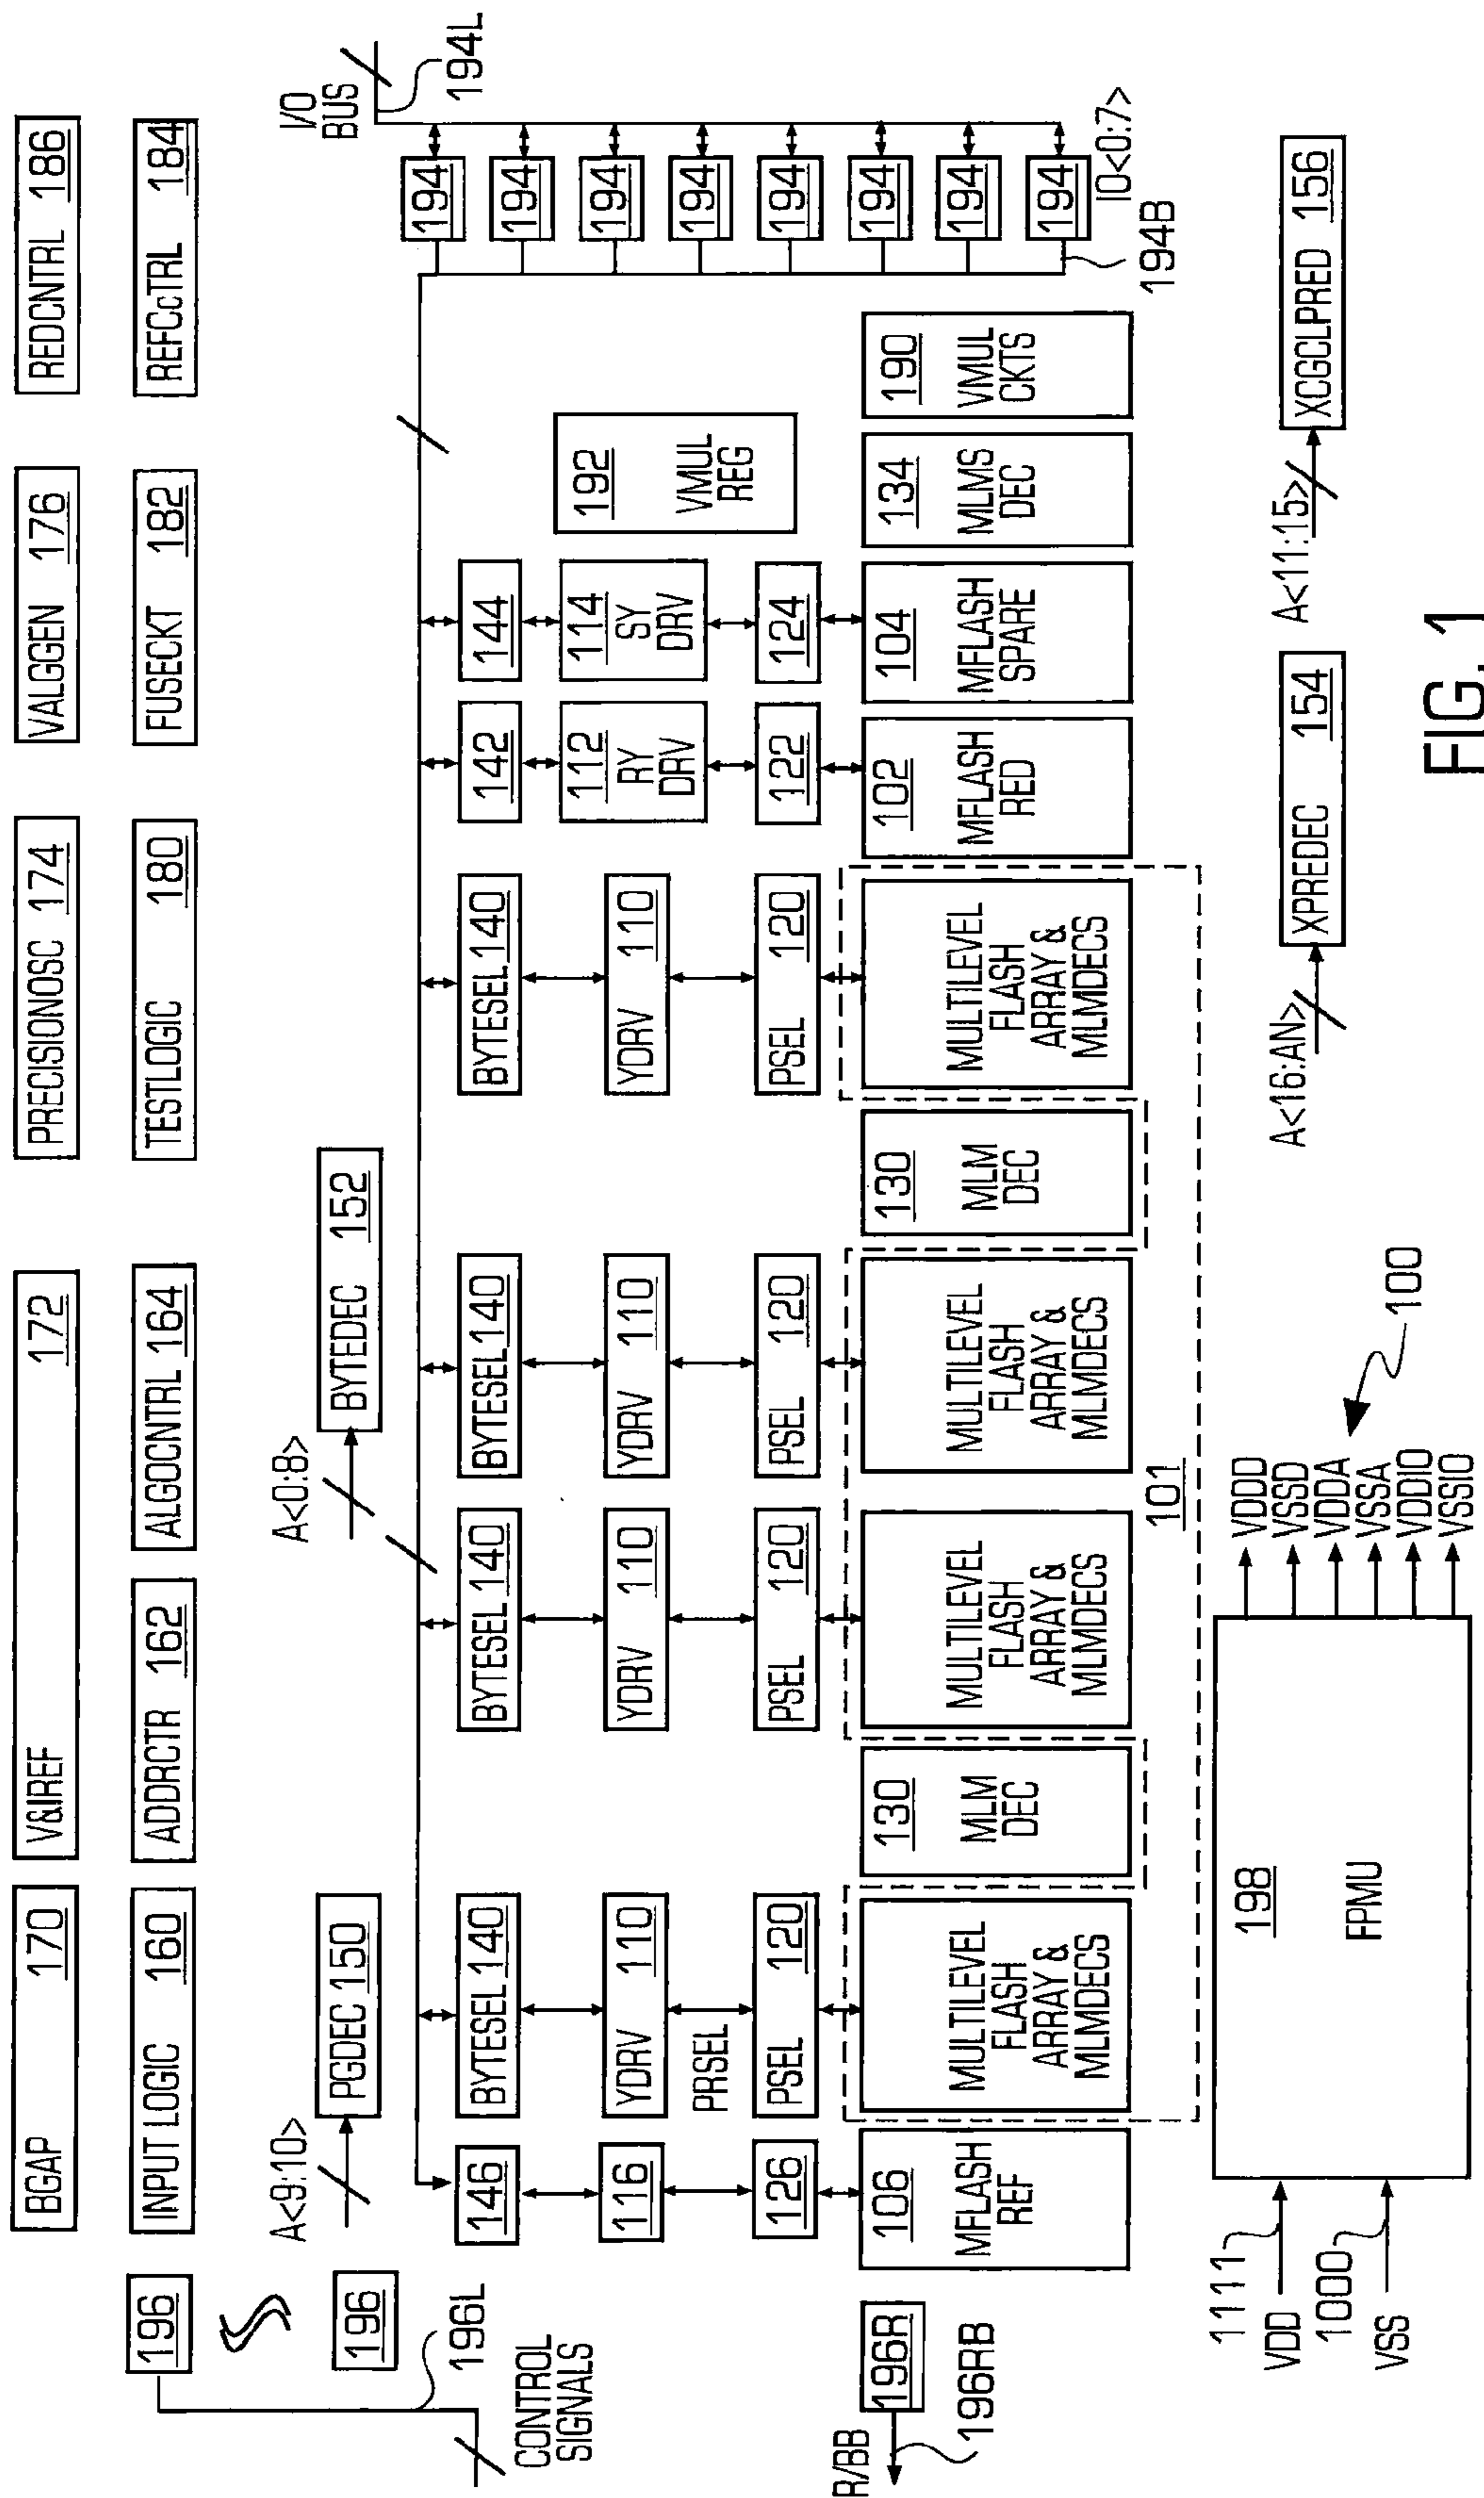 BGAP 170
V&IREF 172
PRECISIONOSC 174
VALGGEN 176
REDCNTRL 186
196
INPUT LOGIC 160
ADDRCTR 162
ALGOCNTRL 164
TESTLOGIC 180
FUSECKT 182
REFCcTRL 184
A<9:10>
A<0:8>
I/O
BUS
196
PGDEC 150
BYTEDEC 152
196L
194L
CONTROL
SIGNALS
146
BYTESEL 140
BYTESEL 140
BYTESEL 140
BYTESEL 140
142
144
194
194
194
194
194
194
194
194
116
YDRV 110
YDRV 110
YDRV 110
YDRV 110
112
RY
DRV
114
SY
DRV
192
VMUL
REG
PRSEL
126
PSEL 120
PSEL 120
PSEL 120
PSEL 120
122
124
R/BB
196R
196RB
106
MFLASH
REF
MULTILEVEL
FLASH
ARRAY &
MLMDECS
130
MLM
DEC
MULTILEVEL
FLASH
ARRAY &
MLMDECS
MULTILEVEL
FLASH
ARRAY &
MLMDECS
130
MLM
DEC
MULTILEVEL
FLASH
ARRAY &
MLMDECS
102
MFLASH
RED
104
MFLASH
SPARE
134
MLMS
DEC
190
VMUL
CKTS
IO<0:7>
194B
101
1111
VDD
1000
VSS
198
FPMU
VDDD
VSSD
VDDA
VSSA
VDDIO
VSSIO
100
A<16:AN>
XPREDEC 154
A<11:15>
XCGCLPRED 156
FIG. 1